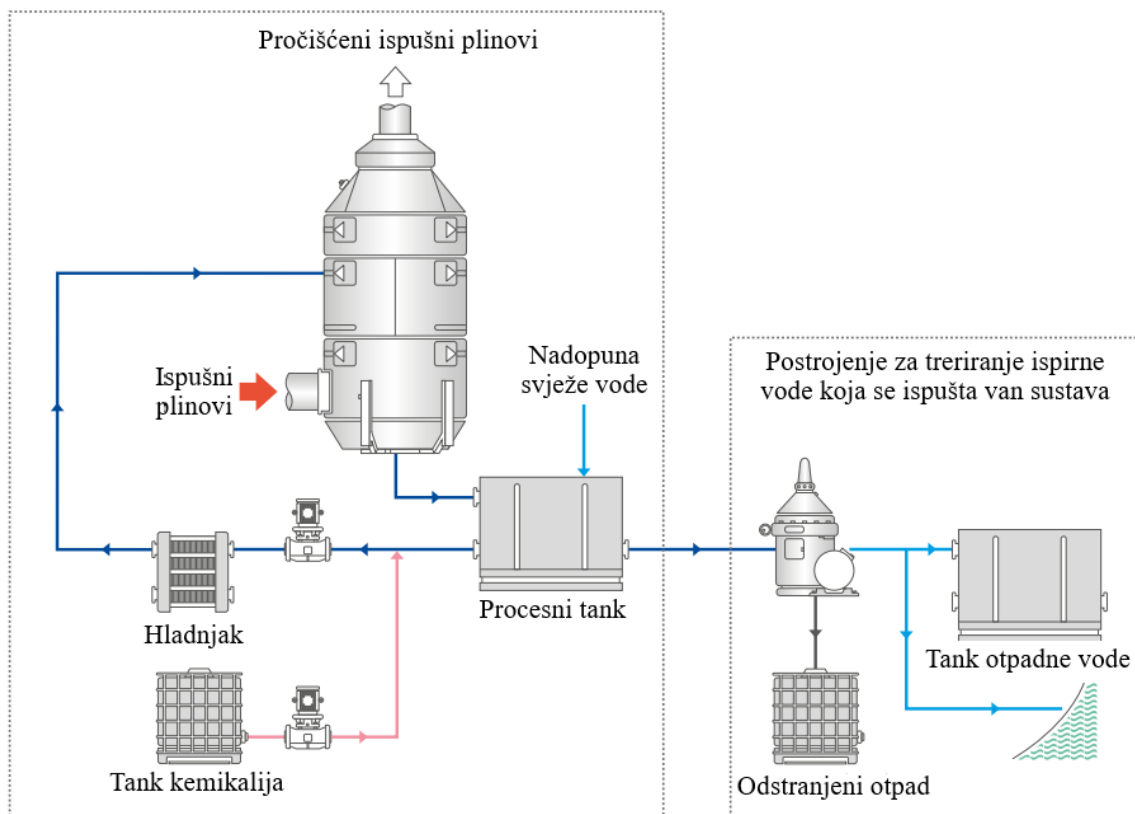 Pročišćeni ispušni plinovi
Ispušni
plinovi
Nadopuna
svježe vode
Procesni tank
Hladnjak
Tank kemikalija
Postrojenje za treriranje ispirne
vode koja se ispušta van sustava
Tank otpadne vode
Odstranjeni otpad